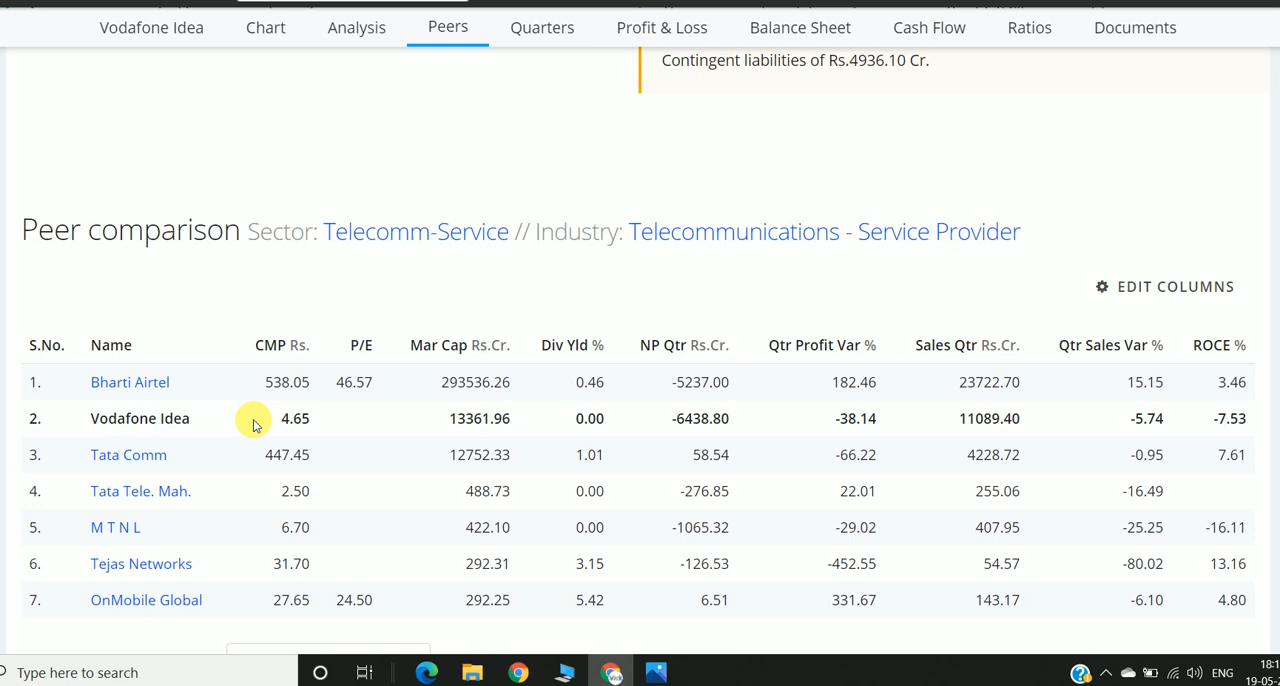 Vodafone Idea Chart Analysis Peers Quarters Profit & Loss Balance Sheet Cash Flow Ratios Documents
Contingent liabilities of Rs.4936.10 Cr.
Peer comparison Sector: Telecomm-Service // Industry: Telecommunications - Service Provider
EDIT COLUMNS
S.No. Name CMP Rs. P/E Mar Cap Rs.Cr. Div Yld % NP Qtr Rs.Cr. Qtr Profit Var % Sales Qtr Rs.Cr. Qtr Sales Var % ROCE %
1. Bharti Airtel 538.05 46.57 293536.26 0.46 -5237.00 182.46 23722.70 15.15 3.46
2. Vodafone Idea 4.65 13361.96 0.00 -6438.80 -38.14 11089.40 -5.74 -7.53
3. Tata Comm 447.45 12752.33 1.01 58.54 -66.22 4228.72 -0.95 7.61
4. Tata Tele. Mah. 2.50 488.73 0.00 -276.85 22.01 255.06 -16.49
5. M T N L 6.70 422.10 0.00 -1065.32 -29.02 407.95 -25.25 -16.11
6. Tejas Networks 31.70 292.31 3.15 -126.53 -452.55 54.57 -80.02 13.16
7. OnMobile Global 27.65 24.50 292.25 5.42 6.51 331.67 143.17 -6.10 4.80
Type here to search ENG 18:1
19-05-2